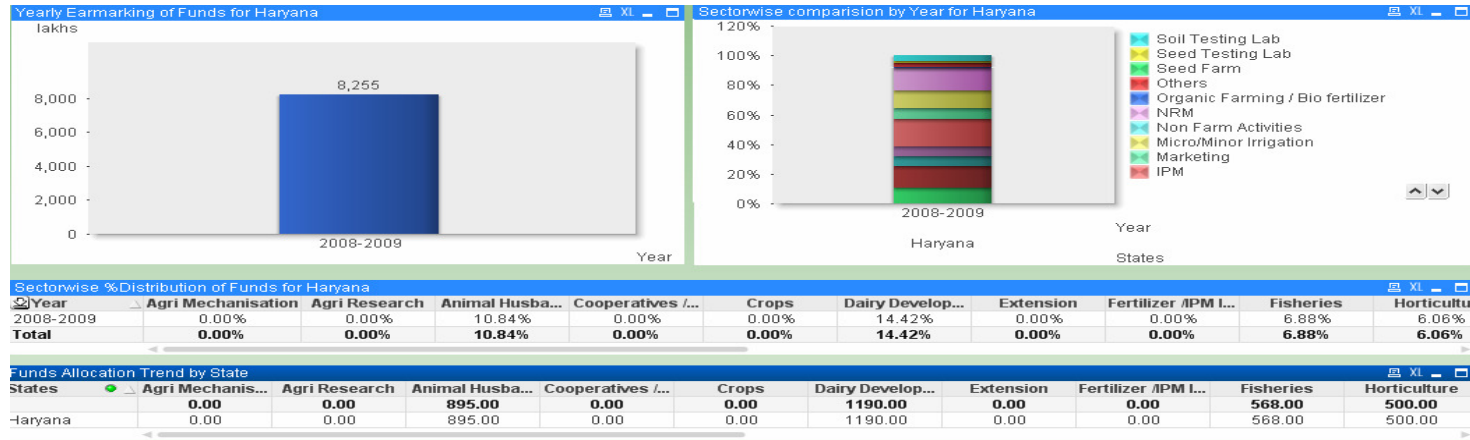 Yearly Earmarking of Funds for Haryana XL
lakhs
8,255
8,000
6,000
4,000
2,000
0
2008-2009
Year
Sectorwise comparision by Year for Haryana XL
120%
100%
80%
60%
40%
20%
0%
2008-2009
Haryana
Year
States
Soil Testing Lab
Seed Testing Lab
Seed Farm
Others
Organic Farming / Bio fertilizer
NRM
Non Farm Activities
Micro/Minor Irrigation
Marketing
IPM
Sectorwise %Distribution of Funds for Haryana XL
Year Agri Mechanisation Agri Research Animal Husba... Cooperatives /... Crops Dairy Develop... Extension Fertilizer /IPM I... Fisheries Horticultu
2008-2009 0.00% 0.00% 10.84% 0.00% 0.00% 14.42% 0.00% 0.00% 6.88% 6.06%
Total 0.00% 0.00% 10.84% 0.00% 0.00% 14.42% 0.00% 0.00% 6.88% 6.06%
Funds Allocation Trend by State XL
States Agri Mechanis... Agri Research Animal Husba... Cooperatives /... Crops Dairy Develop... Extension Fertilizer /IPM I... Fisheries Horticulture
0.00 0.00 895.00 0.00 0.00 1190.00 0.00 0.00 568.00 500.00
Haryana 0.00 0.00 895.00 0.00 0.00 1190.00 0.00 0.00 568.00 500.00